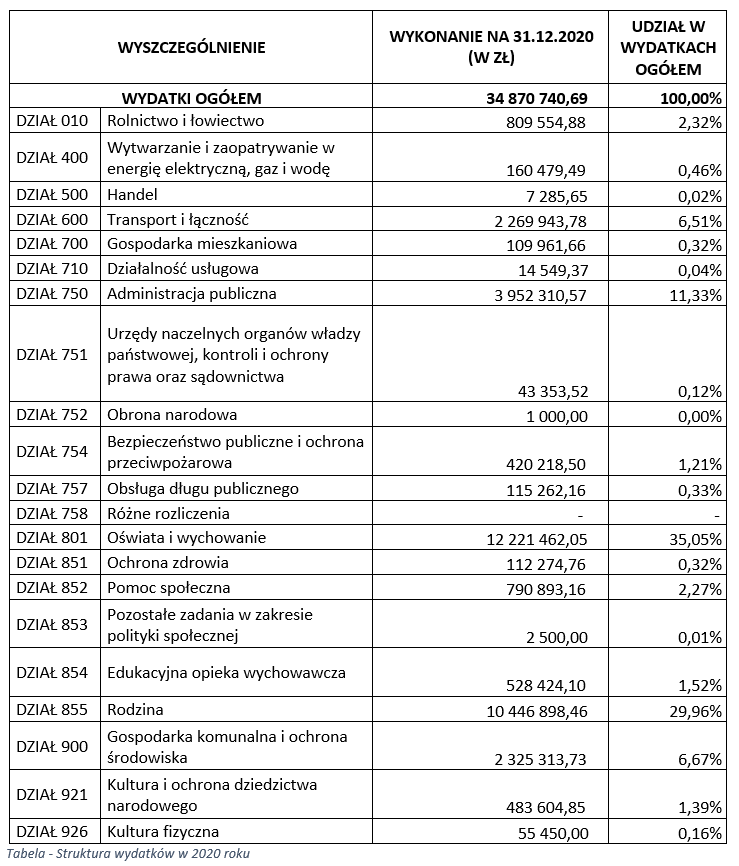 WYSZCZEGÓLNIENIE WYKONANIE NA 31.12.2020 (W ZŁ) UDZIAŁ W WYDATKACH OGÓŁEM
WYDATKI OGÓŁEM 34 870 740,69 100,00%
DZIAŁ 010 Rolnictwo i łowiectwo 809 554,88 2,32%
DZIAŁ 400 Wytwarzanie i zaopatrywanie w
energię elektryczną, gaz i wodę 160 479,49 0,46%
DZIAŁ 500 Handel 7 285,65 0,02%
DZIAŁ 600 Transport i łączność 2 269 943,78 6,51%
DZIAŁ 700 Gospodarka mieszkaniowa 109 961,66 0,32%
DZIAŁ 710 Działalność usługowa 14 549,37 0,04%
DZIAŁ 750 Administracja publiczna 3 952 310,57 11,33%
DZIAŁ 751 Urzędy naczelnych organów władzy
państwowej, kontroli i ochrony
prawa oraz sądownictwa 43 353,52 0,12%
DZIAŁ 752 Obrona narodowa 1 000,00 0,00%
DZIAŁ 754 Bezpieczeństwo publiczne i ochrona
przeciwpożarowa 420 218,50 1,21%
DZIAŁ 757 Obsługa długu publicznego 115 262,16 0,33%
DZIAŁ 758 Różne rozliczenia - -
DZIAŁ 801 Oświata i wychowanie 12 221 462,05 35,05%
DZIAŁ 851 Ochrona zdrowia 112 274,76 0,32%
DZIAŁ 852 Pomoc społeczna 790 893,16 2,27%
DZIAŁ 853 Pozostałe zadania w zakresie
polityki społecznej 2 500,00 0,01%
DZIAŁ 854 Edukacyjna opieka wychowawcza 528 424,10 1,52%
DZIAŁ 855 Rodzina 10 446 898,46 29,96%
DZIAŁ 900 Gospodarka komunalna i ochrona
środowiska 2 325 313,73 6,67%
DZIAŁ 921 Kultura i ochrona dziedzictwa
narodowego 483 604,85 1,39%
DZIAŁ 926 Kultura fizyczna 55 450,00 0,16%
Tabela - Struktura wydatków w 2020 roku